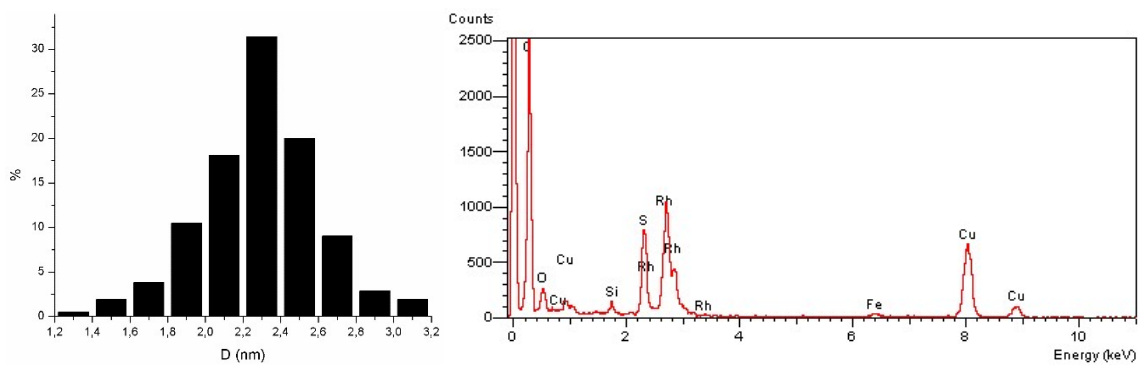 %
30
25
20
15
10
5
0
1,2 1,4 1,6 1,8 2,0 2,2 2,4 2,6 2,8 3,0 3,2
D (nm)
Counts
2500
2000
1500
1000
500
0
C
O
Cu
Cu
Si
S
Rh
Rh
Rh
Rh
Fe
Cu
Cu
0 2 4 6 8 10
Energy (keV)